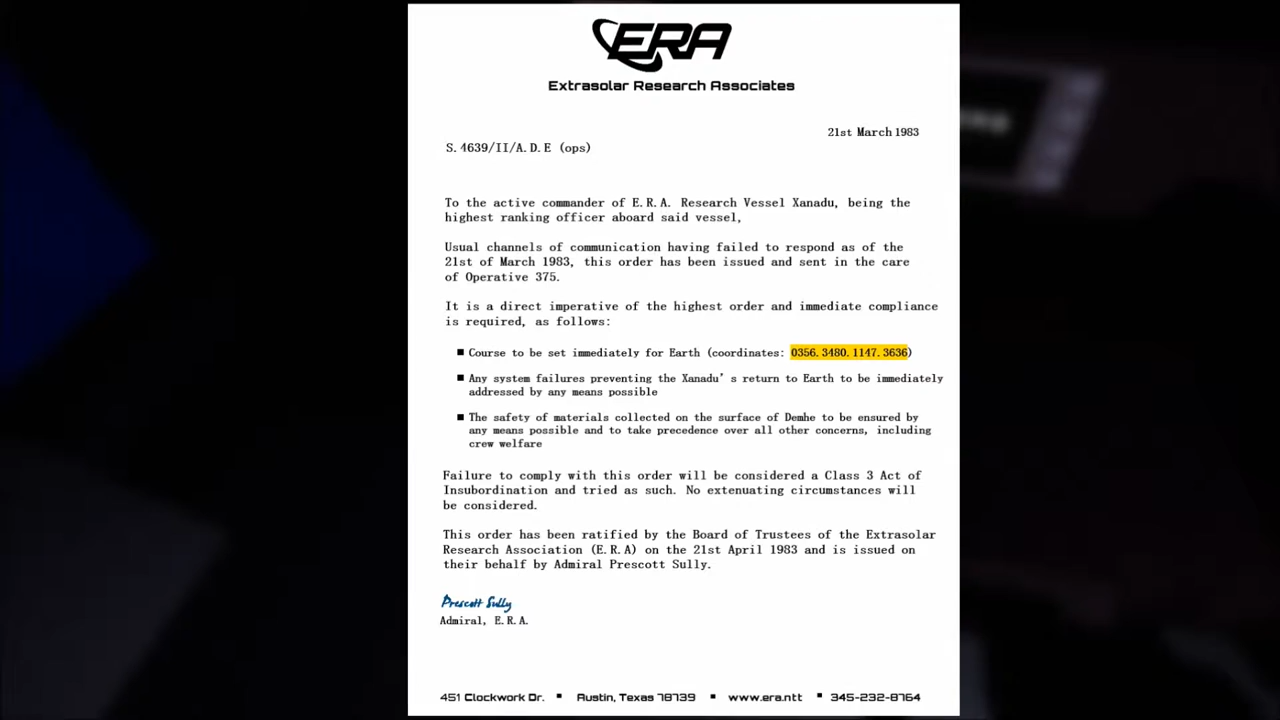 ERA
Extrasolar Research Associates
21st March 1983
S.4639/II/A.D.E (ops)
To the active commander of E.R.A. Research Vessel Xanadu, being the
highest ranking officer aboard said vessel,
Usual channels of communication having failed to respond as of the
21st of March 1983, this order has been issued and sent in the care
of Operative 375.
It is a direct imperative of the highest order and immediate compliance
is required, as follows:
■ Course to be set immediately for Earth (coordinates: 0356.3480.1147.3636)
■ Any system failures preventing the Xanadu's return to Earth to be immediately
addressed by any means possible
■ The safety of materials collected on the surface of Demhe to be ensured by
any means possible and to take precedence over all other concerns, including
crew welfare
Failure to comply with this order will be considered a Class 3 Act of
Insubordination and tried as such. No extenuating circumstances will
be considered.
This order has been ratified by the Board of Trustees of the Extrasolar
Research Association (E.R.A) on the 21st April 1983 and is issued on
their behalf by Admiral Prescott Sully.
Prescott Sully
Admiral, E.R.A.
451 Clockwork Dr. ■ Austin, Texas 78739 ■ www.era.ntt ■ 345-232-8764